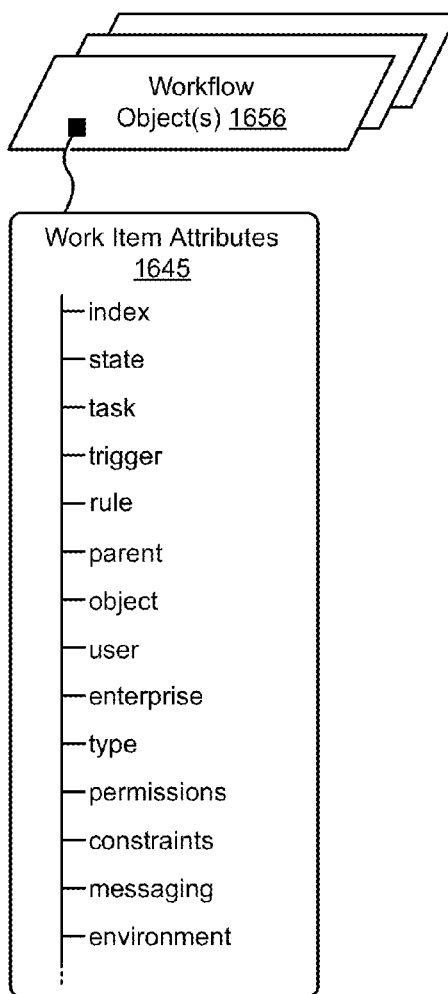 Workflow
Object(s) 1656
Work Item Attributes
1645
index
state
task
trigger
rule
parent
object
user
enterprise
type
permissions
constraints
messaging
environment